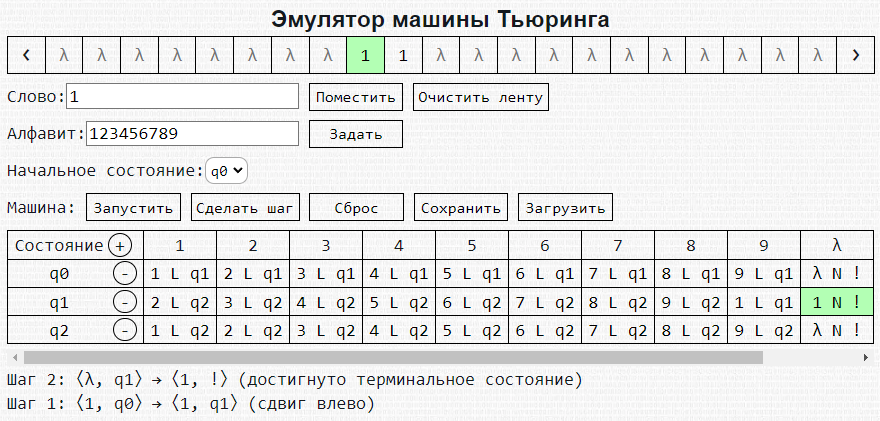 Эмулятор машины Тьюринга
< λ λ λ λ λ λ λ λ 1 1 λ λ λ λ λ λ λ λ λ λ λ >
Слово: 1 Поместить Очистить ленту
Алфавит: 123456789 Задать
Начальное состояние: q0
Машина: Запустить Сделать шаг Сброс Сохранить Загрузить
Состояние + 1 2 3 4 5 6 7 8 9 λ
q0 - 1 L q1 2 L q1 3 L q1 4 L q1 5 L q1 6 L q1 7 L q1 8 L q1 9 L q1 λ N !
q1 - 2 L q2 3 L q2 4 L q2 5 L q2 6 L q2 7 L q2 8 L q2 9 L q2 1 L q1 1 N !
q2 - 1 L q2 2 L q2 3 L q2 4 L q2 5 L q2 6 L q2 7 L q2 8 L q2 9 L q2 λ N !
Шаг 2: ⟨λ, q1⟩ → ⟨1, !⟩ (достигнуто терминальное состояние)
Шаг 1: ⟨1, q0⟩ → ⟨1, q1⟩ (сдвиг влево)